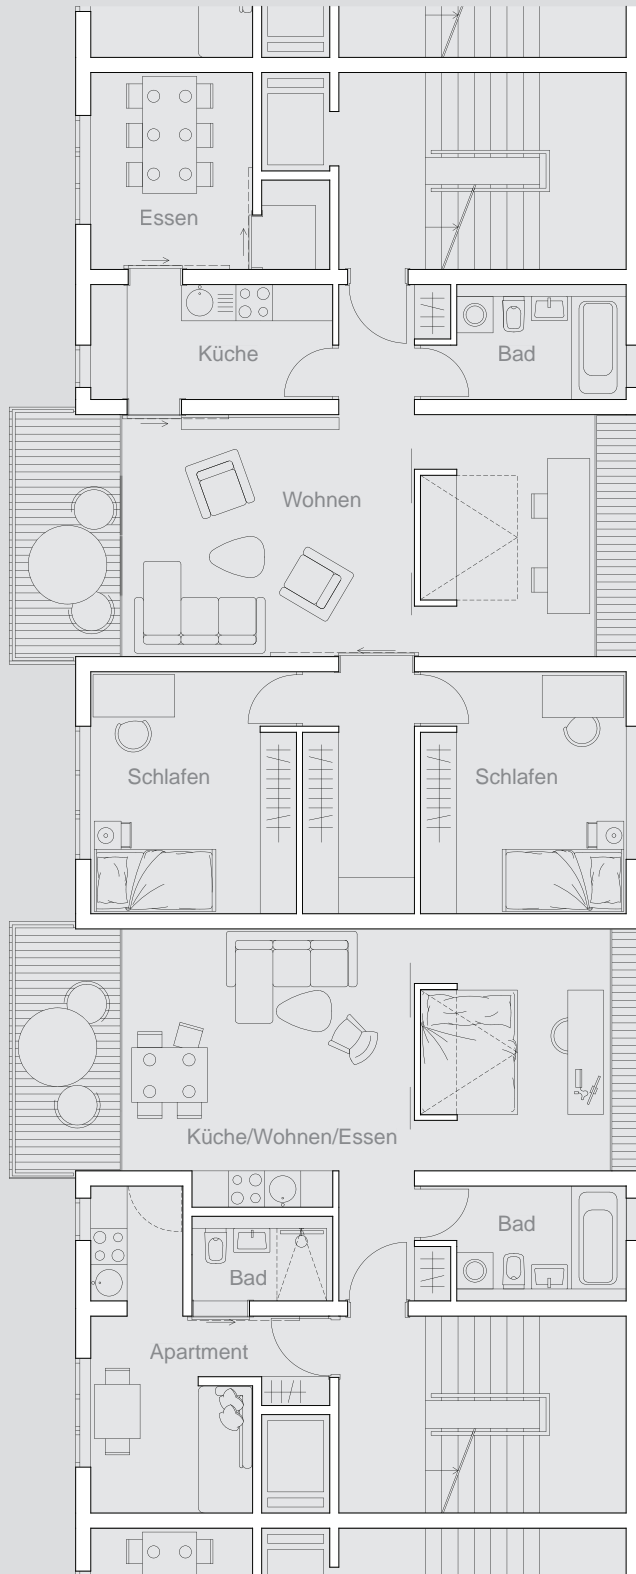 Essen
Küche
Bad
Wohnen
Schlafen
Schlafen
Küche/Wohnen/Essen
Bad
Bad
Apartment